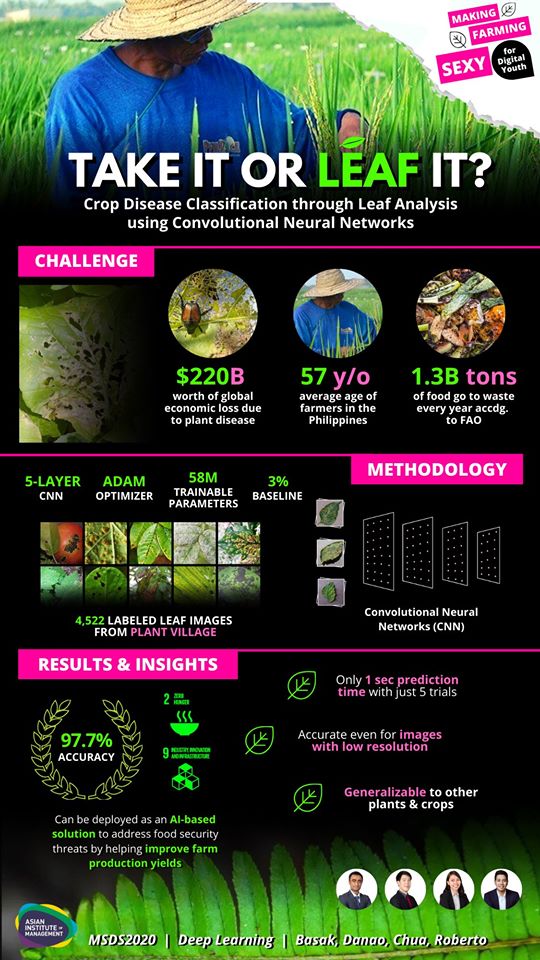 MAKING
FARMING
SEXY
for
Digital
Youth
TAKE IT OR LEAF IT?
Crop Disease Classification through Leaf Analysis
using Convolutional Neural Networks
CHALLENGE
$220B
worth of global
economic loss due
to plant disease
57 y/o
average age of
farmers in the
Philippines
1.3B tons
of food go to waste
every year accdg.
to FAO
METHODOLOGY
5-LAYER
CNN
ADAM
OPTIMIZER
58M
TRAINABLE
PARAMETERS
3%
BASELINE
4,522 LABELED LEAF IMAGES
FROM PLANT VILLAGE
Convolutional Neural
Networks (CNN)
RESULTS & INSIGHTS
97.7%
ACCURACY
2 ZERO
HUNGER
9 INDUSTRY, INNOVATION
AND INFRASTRUCTURE
Can be deployed as an AI-based
solution to address food security
threats by helping improve farm
production yields
Only 1 sec prediction
time with just 5 trials
Accurate even for images
with low resolution
Generalizable to other
plants & crops
ASIAN
INSTITUTE OF
MANAGEMENT
MSDS2020 | Deep Learning | Basak, Danao, Chua, Roberto